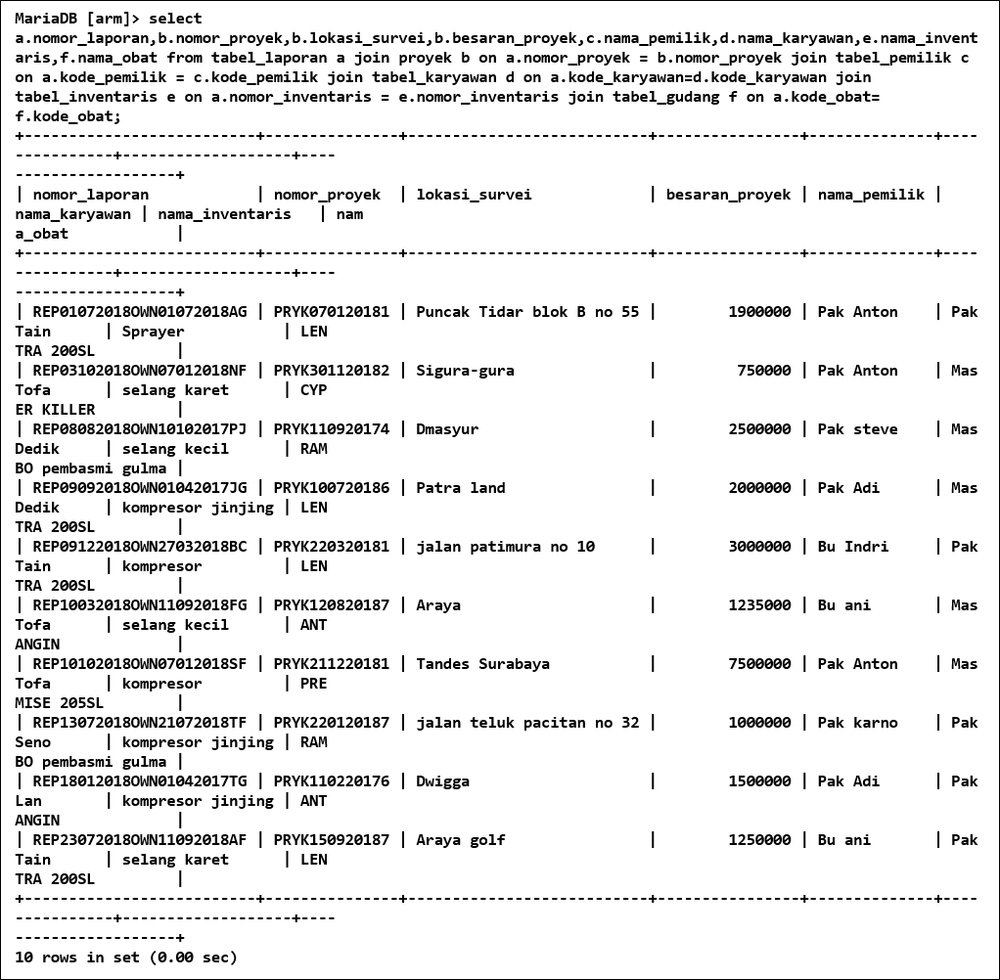 MariaDB [arm]> select
a.nomor_laporan,b.nomor_proyek,b.lokasi_survei,b.besaran_proyek,c.nama_pemilik,d.nama_karyawan,e.nama_invent
aris,f.nama_obat from tabel_laporan a join proyek b on a.nomor_proyek = b.nomor_proyek join tabel_pemilik c
on a.kode_pemilik = c.kode_pemilik join tabel_karyawan d on a.kode_karyawan=d.kode_karyawan join
tabel_inventaris e on a.nomor_inventaris = e.nomor_inventaris join tabel_gudang f on a.kode_obat=
f.kode_obat;
+--------------------------+---------------+---------------------------+----------------+--------------+----
-----------+-------------------+----
------------------+
| nomor_laporan            | nomor_proyek  | lokasi_survei             | besaran_proyek | nama_pemilik |
nama_karyawan | nama_inventaris   | nam
a_obat            |
+--------------------------+---------------+---------------------------+----------------+--------------+----
-----------+-------------------+----
------------------+
| REP01072018OWN01072018AG | PRYK070120181 | Puncak Tidar blok B no 55 |        1900000 | Pak Anton    | Pak
Tain      | Sprayer           | LEN
TRA 200SL         |
| REP03102018OWN07012018NF | PRYK301120182 | Sigura-gura               |         750000 | Pak Anton    | Mas
Tofa      | selang karet      | CYP
ER KILLER         |
| REP08082018OWN10102017PJ | PRYK110920174 | Dmasyur                   |        2500000 | Pak steve    | Mas
Dedik     | selang kecil      | RAM
BO pembasmi gulma |
| REP09092018OWN01042017JG | PRYK100720186 | Patra land                |        2000000 | Pak Adi      | Mas
Dedik     | kompresor jinjing | LEN
TRA 200SL         |
| REP09122018OWN27032018BC | PRYK220320181 | jalan patimura no 10      |        3000000 | Bu Indri     | Pak
Tain      | kompresor         | LEN
TRA 200SL         |
| REP10032018OWN11092018FG | PRYK120820187 | Araya                     |        1235000 | Bu ani       | Mas
Tofa      | selang kecil      | ANT
ANGIN             |
| REP10102018OWN07012018SF | PRYK211220181 | Tandes Surabaya           |        7500000 | Pak Anton    | Mas
Tofa      | kompresor         | PRE
MISE 205SL        |
| REP13072018OWN21072018TF | PRYK220120187 | jalan teluk pacitan no 32 |        1000000 | Pak karno    | Pak
Seno      | kompresor jinjing | RAM
BO pembasmi gulma |
| REP18012018OWN01042017TG | PRYK110220176 | Dwigga                    |        1500000 | Pak Adi      | Pak
Lan       | kompresor jinjing | ANT
ANGIN             |
| REP23072018OWN11092018AF | PRYK150920187 | Araya golf                |        1250000 | Bu ani       | Pak
Tain      | selang karet      | LEN
TRA 200SL         |
+--------------------------+---------------+---------------------------+----------------+--------------+----
-----------+-------------------+----
------------------+
10 rows in set (0.00 sec)